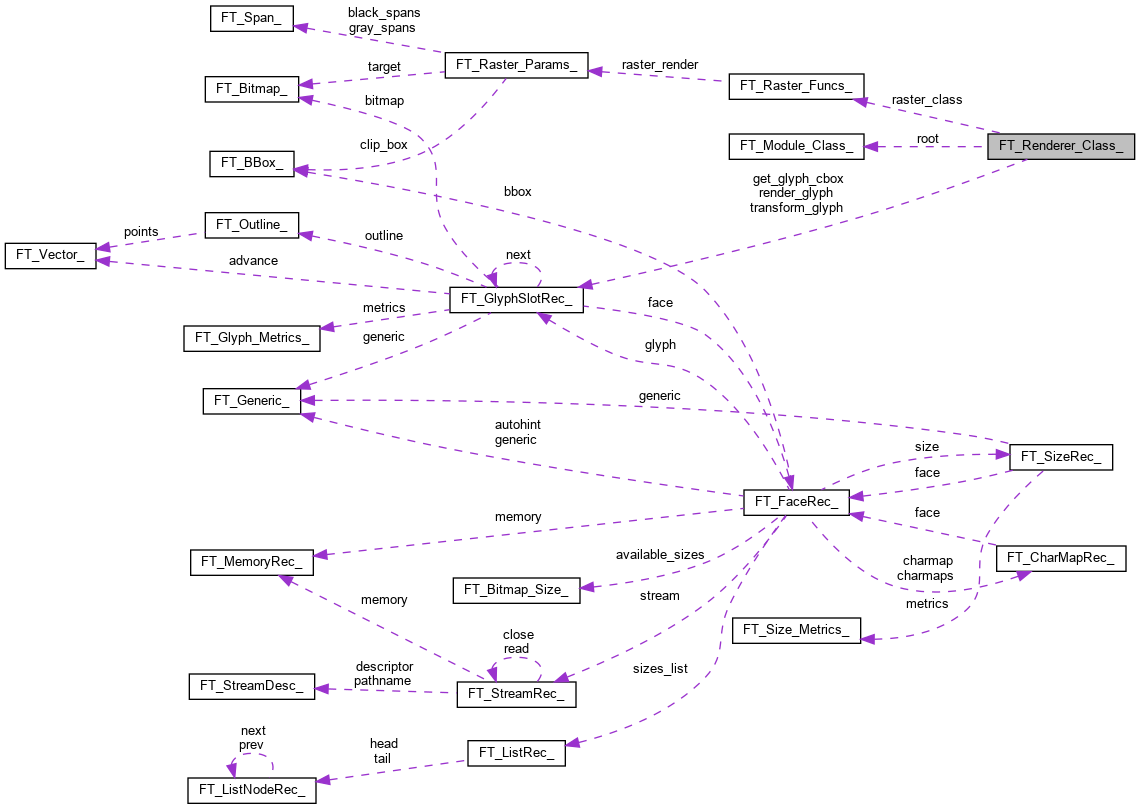 FT_Span_
black_spans
gray_spans
FT_Raster_Params_
raster_render
FT_Raster_Funcs_
target
FT_Bitmap_
bitmap
raster_class
root
FT_Module_Class_
FT_Renderer_Class_
clip_box
FT_BBox_
bbox
get_glyph_cbox
render_glyph
transform_glyph
FT_Outline_
points
outline
FT_Vector_
advance
next
FT_GlyphSlotRec_
metrics
face
FT_Glyph_Metrics_
generic
glyph
FT_Generic_
generic
autohint
generic
size
FT_SizeRec_
face
FT_FaceRec_
memory
face
FT_MemoryRec_
available_sizes
charmap
charmaps
FT_CharMapRec_
FT_Bitmap_Size_
stream
memory
metrics
FT_Size_Metrics_
close
read
sizes_list
descriptor
pathname
FT_StreamDesc_
FT_StreamRec_
next
prev
head
tail
FT_ListRec_
FT_ListNodeRec_